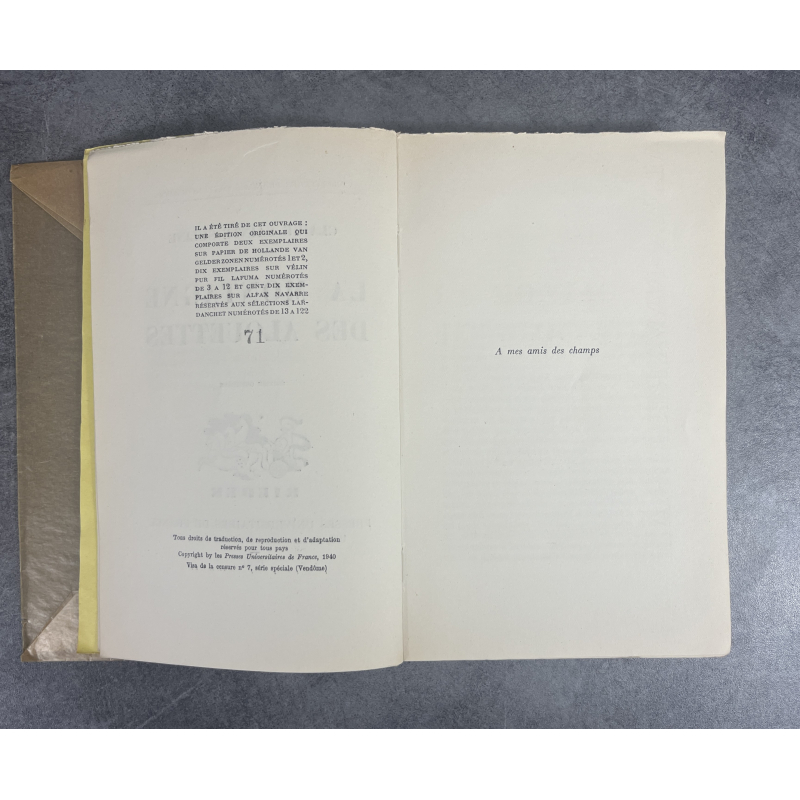 IL A ÉTÉ TIRÉ DE CET OUVRAGE :
UNE ÉDITION ORIGINALE QUI
COMPORTE DEUX EXEMPLAIRES
SUR PAPIER DE HOLLANDE VAN
GELDER ZONEN NUMÉROTÉS 1 ET 2,
DIX EXEMPLAIRES SUR VÉLIN
PUR FIL LAFUMA NUMÉROTÉS
DE 3 A 12 ET CENT DIX EXEM-
PLAIRES SUR ALFAX NAVARRE
RÉSERVÉS AUX SÉLECTIONS LAR-
DANCHET NUMÉROTÉS DE 13 A 122
71
Tous droits de traduction, de reproduction et d'adaptation
réservés pour tous pays
Copyright by les Presses Universitaires de France, 1940
Visa de la censure nº 7, série spéciale (Vendôme)
A mes amis des champs